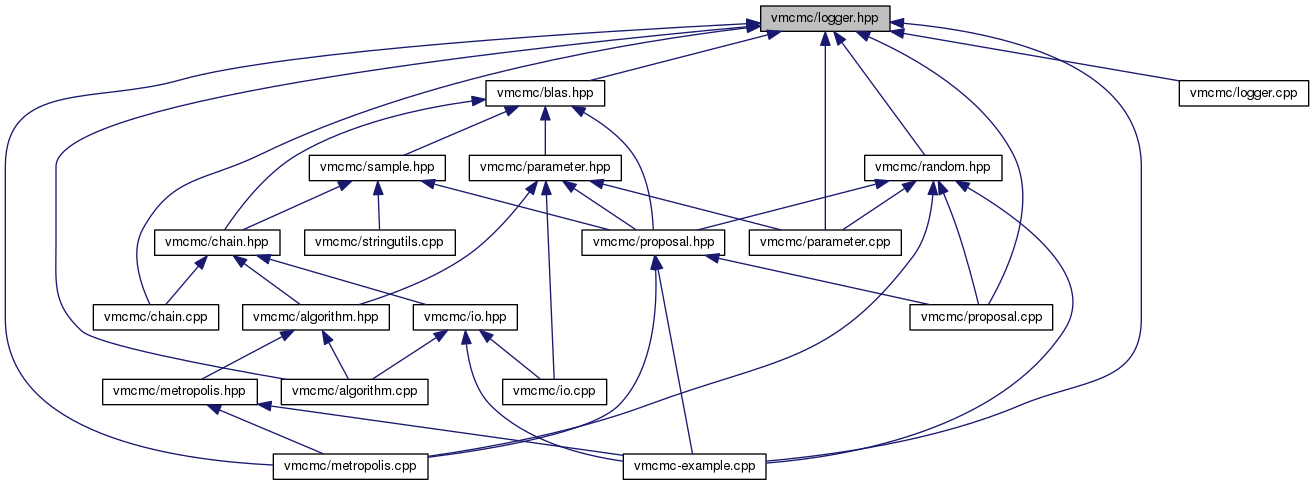 vmcmc/logger.hpp
vmcmc/blas.hpp
vmcmc/logger.cpp
vmcmc/sample.hpp
vmcmc/parameter.hpp
vmcmc/random.hpp
vmcmc/chain.hpp
vmcmc/stringutils.cpp
vmcmc/proposal.hpp
vmcmc/parameter.cpp
vmcmc/chain.cpp
vmcmc/algorithm.hpp
vmcmc/io.hpp
vmcmc/proposal.cpp
vmcmc/metropolis.hpp
vmcmc/algorithm.cpp
vmcmc/io.cpp
vmcmc/metropolis.cpp
vmcmc-example.cpp